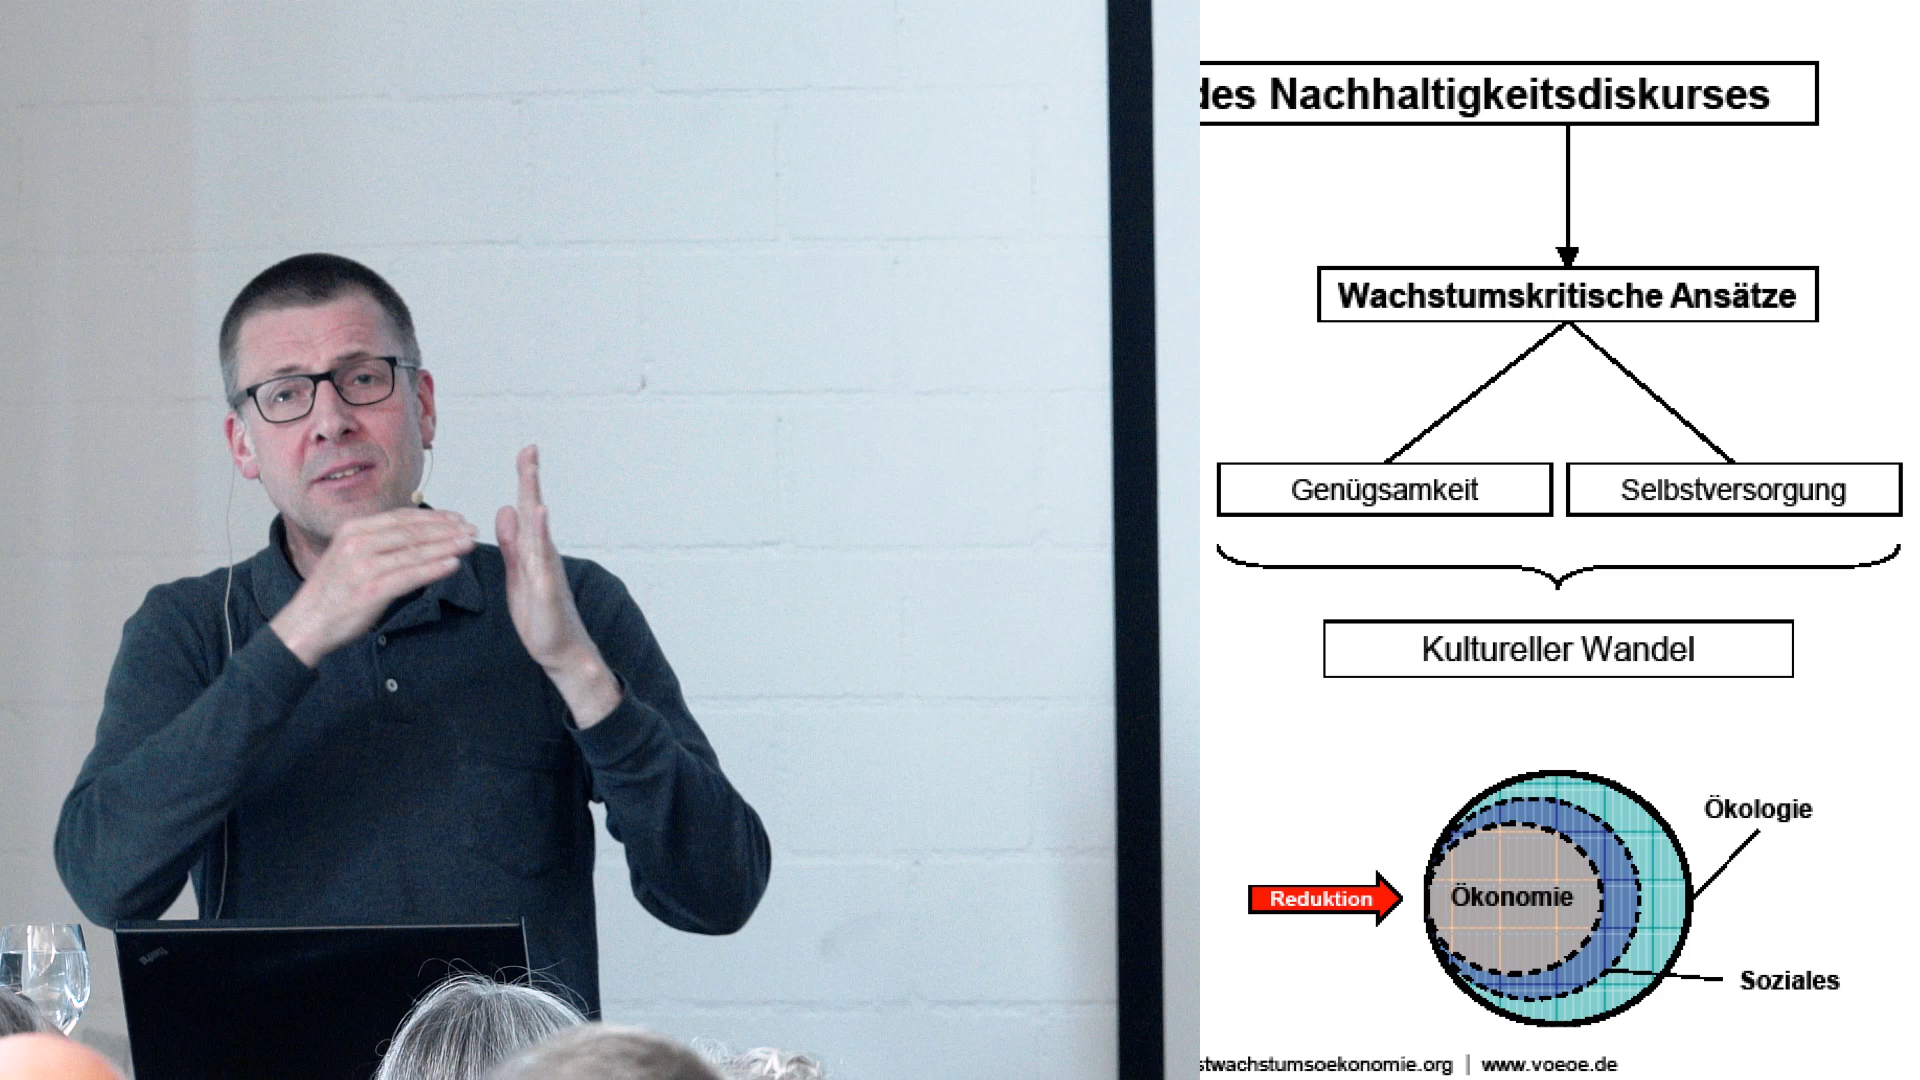 des Nachhaltigkeitsdiskurses
Wachstumskritische Ansätze
Genügsamkeit
Selbstversorgung
Kultureller Wandel
Ökologie
Reduktion
Ökonomie
Soziales
stwachstumsoekonomie.org | www.voeoe.de